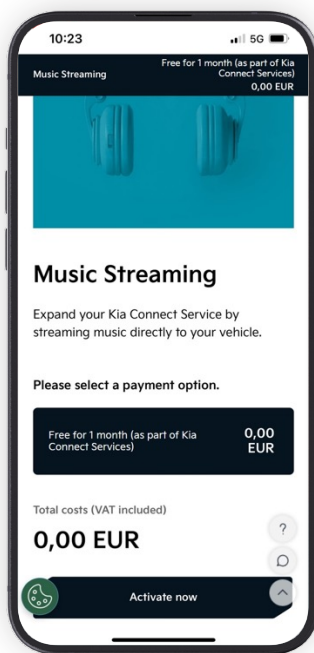 10:23
5G
Music Streaming
Free for 1 month (as part of Kia
Connect Services)
0,00 EUR
Music Streaming
Expand your Kia Connect Service by
streaming music directly to your vehicle.
Please select a payment option.
Free for 1 month (as part of Kia
Connect Services)
0,00
EUR
Total costs (VAT included)
0,00 EUR
?
Activate now